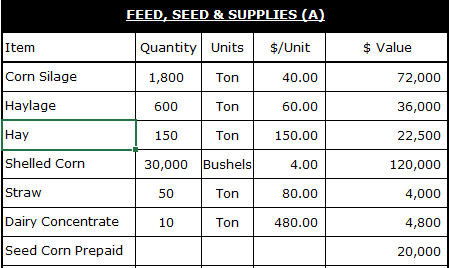 FEED, SEED & SUPPLIES (A)
Item Quantity Units $/Unit $ Value
Corn Silage 1,800 Ton 40.00 72,000
Haylage 600 Ton 60.00 36,000
Hay 150 Ton 150.00 22,500
Shelled Corn 30,000 Bushels 4.00 120,000
Straw 50 Ton 80.00 4,000
Dairy Concentrate 10 Ton 480.00 4,800
Seed Corn Prepaid 20,000